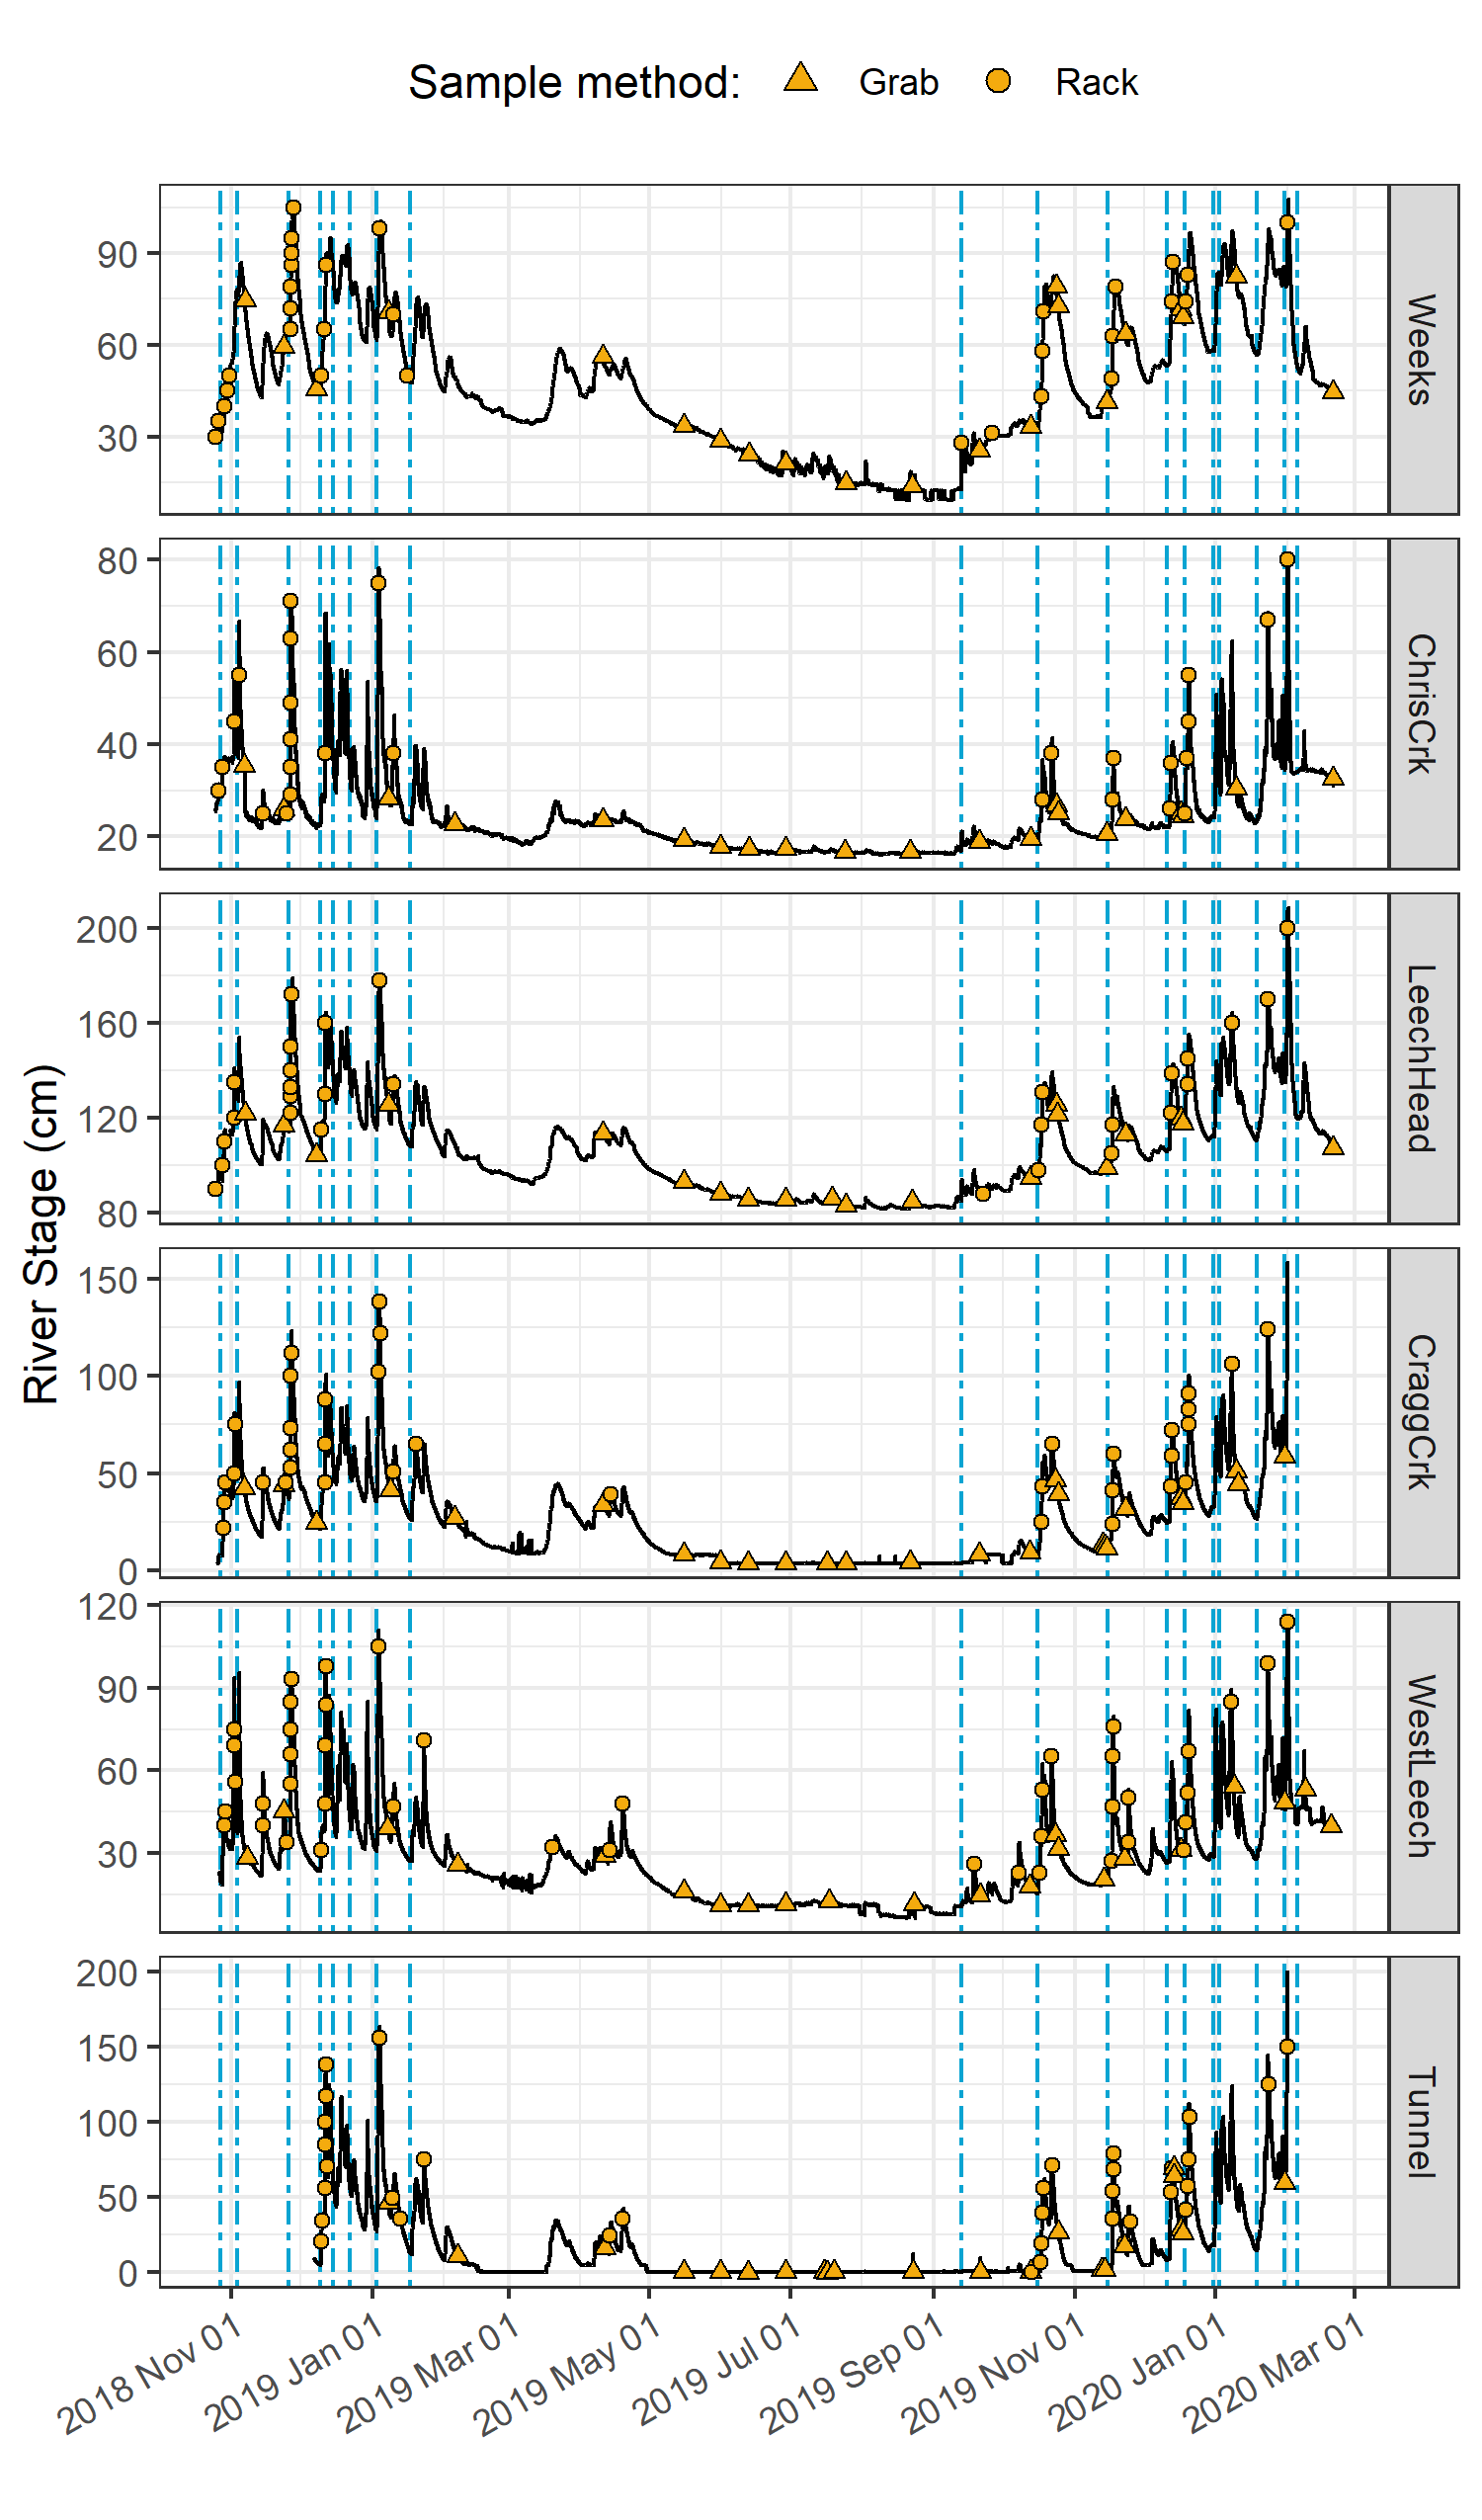 Sample method: Grab Rack
90
60
30
Weeks
80
60
40
20
ChrisCrk
200
160
120
80
LeechHead
River Stage (cm)
150
100
50
0
CraggCrk
120
90
60
30
WestLeech
200
150
100
50
0
Tunnel
2018 Nov 01
2019 Jan 01
2019 Mar 01
2019 May 01
2019 Jul 01
2019 Sep 01
2019 Nov 01
2020 Jan 01
2020 Mar 01